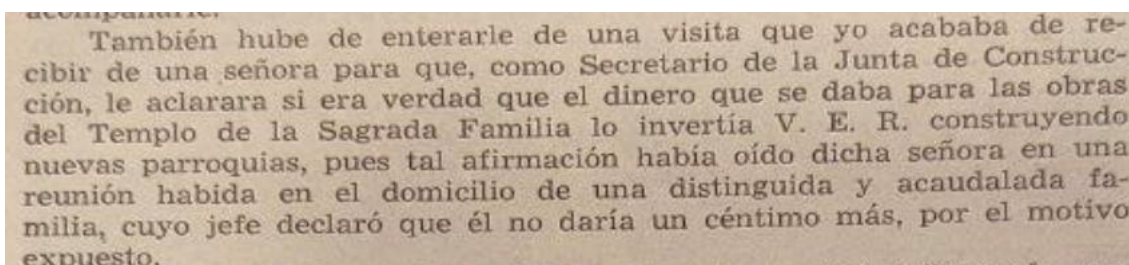 acompañarle.
También hube de enterarle de una visita que yo acababa de re-
cibir de una señora para que, como Secretario de la Junta de Construc-
ción, le aclarara si era verdad que el dinero que se daba para las obras
del Templo de la Sagrada Familia lo invertía V. E. R. construyendo
nuevas parroquias, pues tal afirmación había oído dicha señora en una
reunión habida en el domicilio de una distinguida y acaudalada fa-
milia, cuyo jefe declaró que él no daría un céntimo más, por el motivo
expuesto.